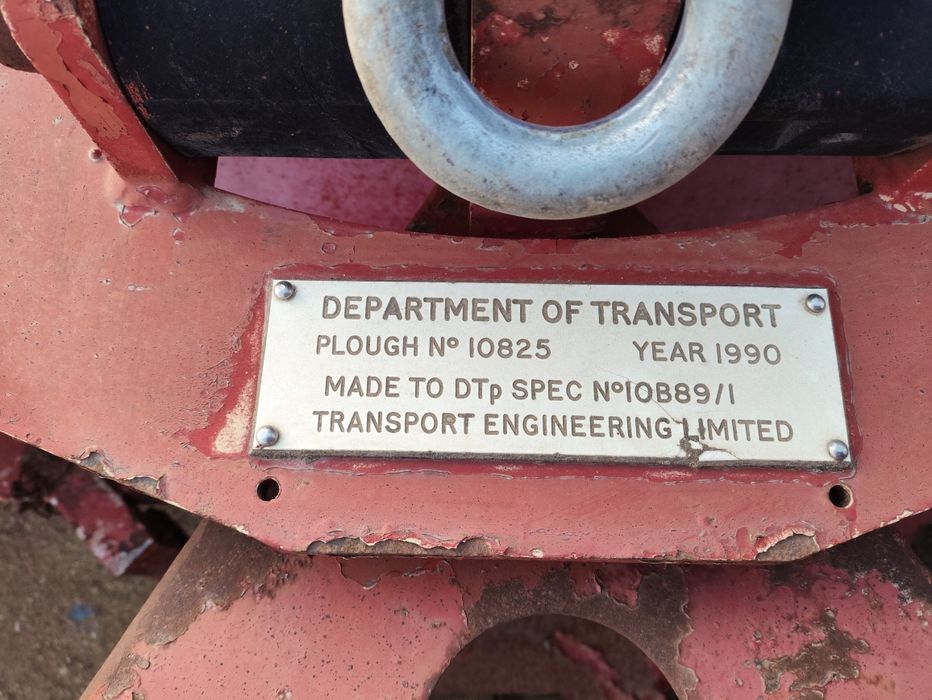 DEPARTMENT OF TRANSPORT
PLOUGH Nº 10825 YEAR 1990
MADE TO DTp SPEC Nº10B89/1
TRANSPORT ENGINEERING LIMITED